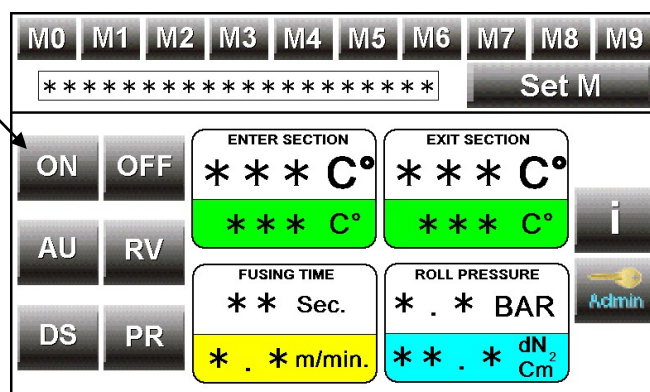 M0 M1 M2 M3 M4 M5 M6 M7 M8 M9
******************* Set M
ON OFF
AU RV
DS PR
ENTER SECTION
*** C°
*** C°
EXIT SECTION
*** C°
*** C°
FUSING TIME
** Sec.
*.* m/min.
ROLL PRESSURE
*.* BAR
**.* dN
Cm2
i
Admin